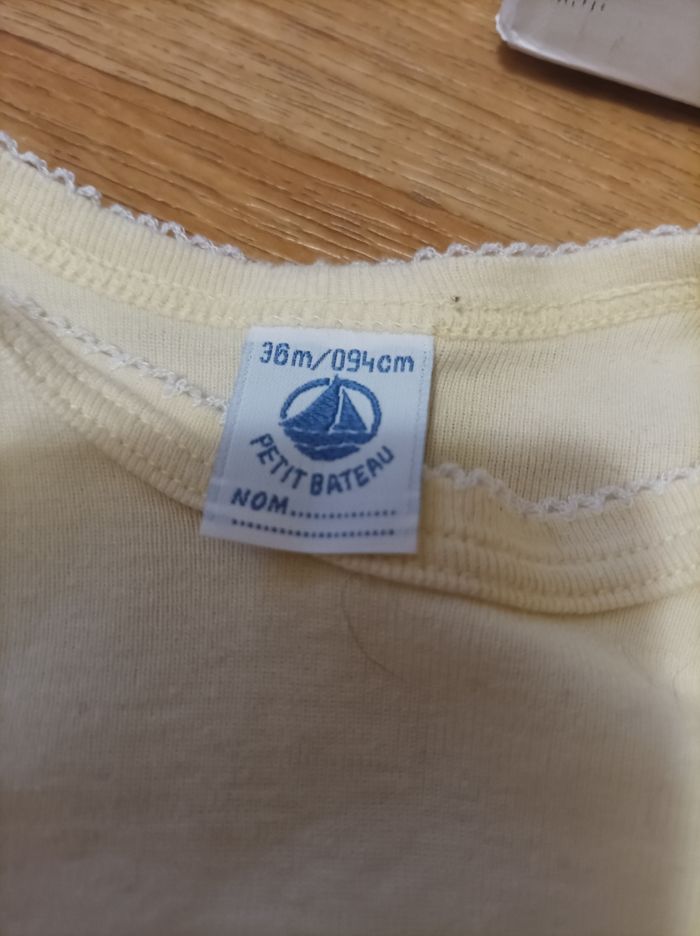 36m/094cm
PETIT BATEAU
NOM..............